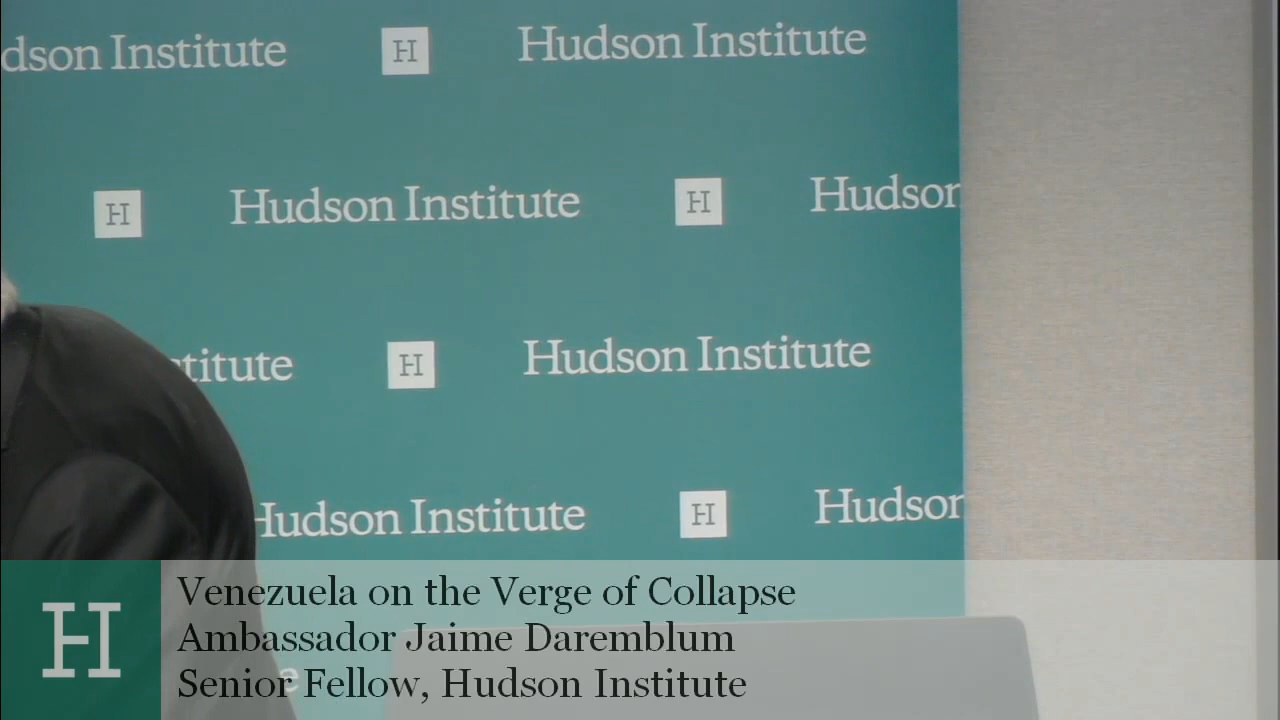 dson Institute H Hudson Institute
H Hudson Institute H Hudson
titute H Hudson Institute
Hudson Institute H Hudson
Venezuela on the Verge of Collapse
Ambassador Jaime Daremblum
H
Senior Fellow, Hudson Institute
e